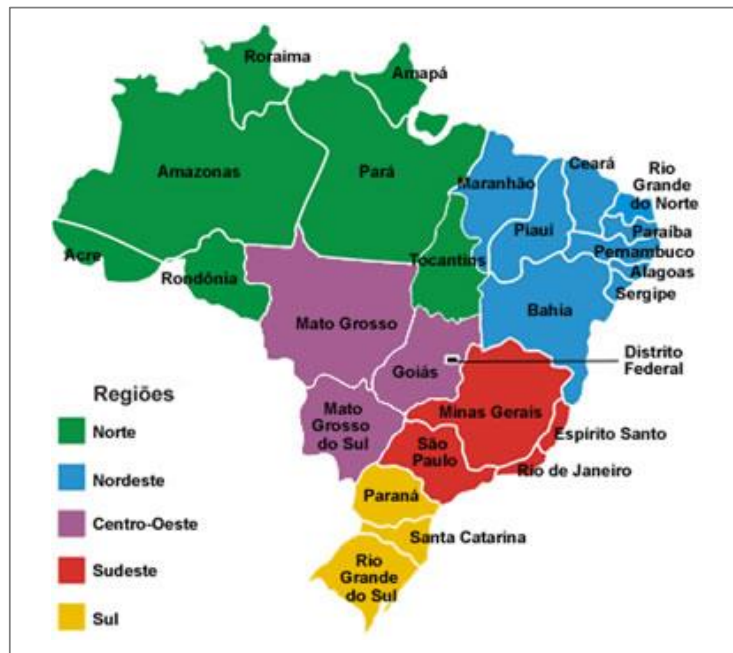 Roraima
Amapá
Amazonas
Pará
Maranhão
Ceará
Rio
Grande
do Norte
Acre
Rondônia
Tocantins
Piauí
Paraíba
Pernambuco
Alagoas
Sergipe
Bahia
Mato Grosso
Goiás
Distrito
Federal
Mato
Grosso
do Sul
Minas Gerais
Espírito Santo
São
Paulo
Rio de Janeiro
Paraná
Santa Catarina
Rio
Grande
do Sul
Regiões
Norte
Nordeste
Centro-Oeste
Sudeste
Sul